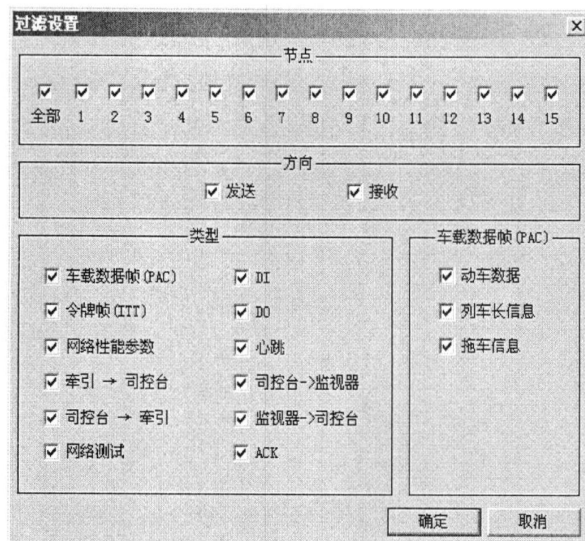 过滤设置
节点
全部 1 2 3 4 5 6 7 8 9 10 11 12 13 14 15
方向
发送 接收
类型
车载数据帧(PAC) DI
令牌帧(ITT) DO
网络性能参数 心跳
牵引 → 司控台 司控台->监视器
司控台 → 牵引 监视器->司控台
网络测试 ACK
车载数据帧(PAC)
动车数据
列车长信息
拖车信息
确定 取消